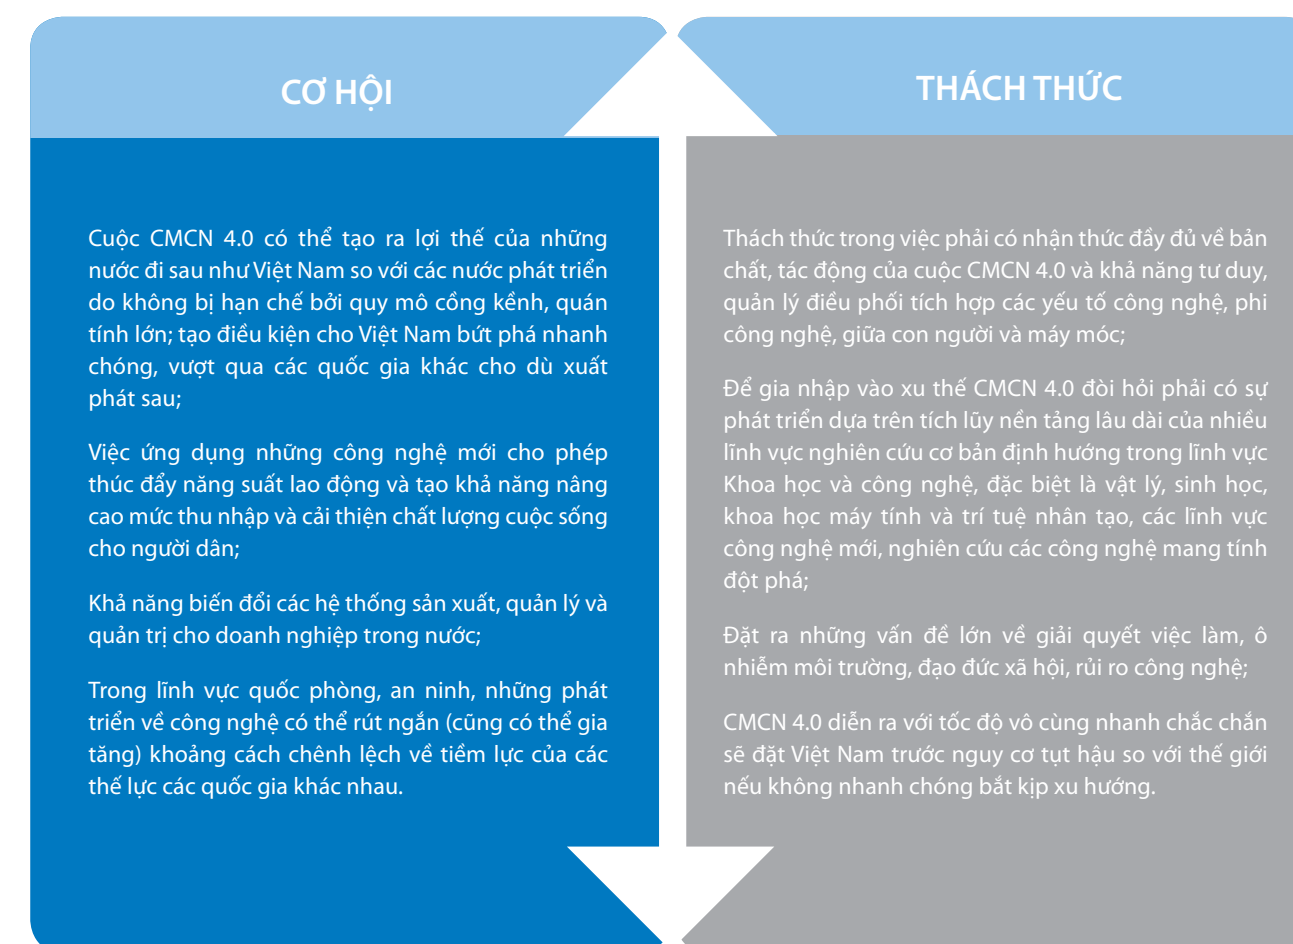 CƠ HỘI
Cuộc CMCN 4.0 có thể tạo ra lợi thế của những
nước đi sau như Việt Nam so với các nước phát triển
do không bị hạn chế bởi quy mô cồng kềnh, quán
tính lớn; tạo điều kiện cho Việt Nam bứt phá nhanh
chóng, vượt qua các quốc gia khác cho dù xuất
phát sau;
Việc ứng dụng những công nghệ mới cho phép
thúc đẩy năng suất lao động và tạo khả năng nâng
cao mức thu nhập và cải thiện chất lượng cuộc sống
cho người dân;
Khả năng biến đổi các hệ thống sản xuất, quản lý và
quản trị cho doanh nghiệp trong nước;
Trong lĩnh vực quốc phòng, an ninh, những phát
triển về công nghệ có thể rút ngắn (cũng có thể gia
tăng) khoảng cách chênh lệch về tiềm lực của các
thế lực các quốc gia khác nhau.
THÁCH THỨC
Thách thức trong việc phải có nhận thức đầy đủ về bản
chất, tác động của cuộc CMCN 4.0 và khả năng tư duy,
quản lý điều phối tích hợp các yếu tố công nghệ, phi
công nghệ, giữa con người và máy móc;
Để gia nhập vào xu thế CMCN 4.0 đòi hỏi phải có sự
phát triển dựa trên tích lũy nền tảng lâu dài của nhiều
lĩnh vực nghiên cứu cơ bản định hướng trong lĩnh vực
Khoa học và công nghệ, đặc biệt là vật lý, sinh học,
khoa học máy tính và trí tuệ nhân tạo, các lĩnh vực
công nghệ mới, nghiên cứu các công nghệ mang tính
đột phá;
Đặt ra những vấn đề lớn về giải quyết việc làm, ô
nhiễm môi trường, đạo đức xã hội, rủi ro công nghệ;
CMCN 4.0 diễn ra với tốc độ vô cùng nhanh chắc chắn
sẽ đặt Việt Nam trước nguy cơ tụt hậu so với thế giới
nếu không nhanh chóng bắt kịp xu hướng.